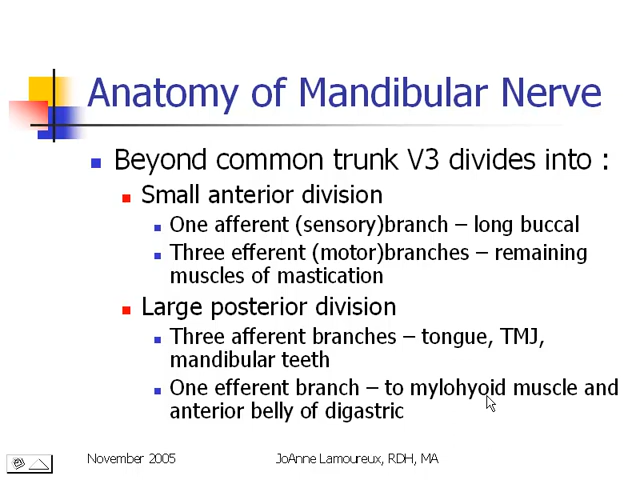 Anatomy of Mandibular Nerve
Beyond common trunk V3 divides into :
Small anterior division
One afferent (sensory)branch – long buccal
Three efferent (motor)branches – remaining
muscles of mastication
Large posterior division
Three afferent branches – tongue, TMJ,
mandibular teeth
One efferent branch – to mylohyoid muscle and
anterior belly of digastric
November 2005
JoAnne Lamoureux, RDH, MA